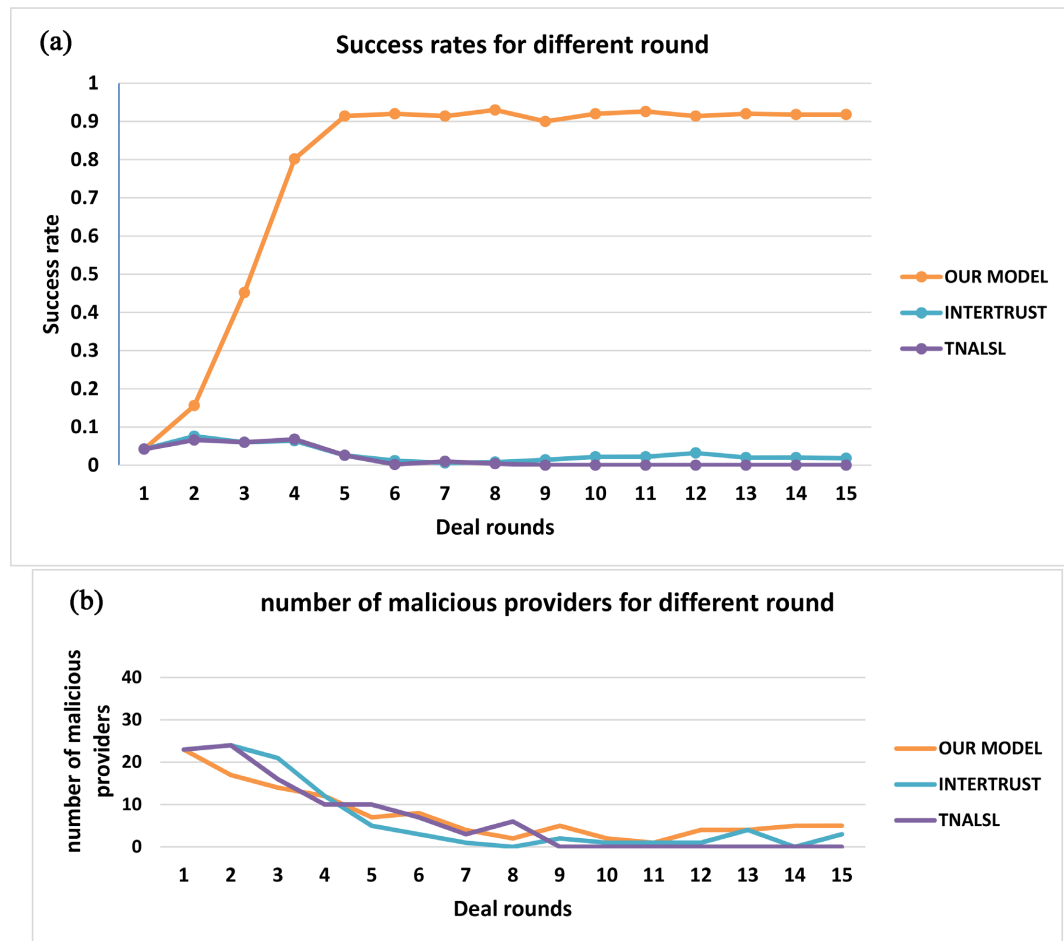 (a)
Success rates for different round
1
0.9
0.8
0.7
0.6
0.5
0.4
0.3
0.2
0.1
0
Success rate
1 2 3 4 5 6 7 8 9 10 11 12 13 14 15
Deal rounds
OUR MODEL
INTERTRUST
TNALSL
(b)
number of malicious providers for different round
number of malicious
providers
40
30
20
10
0
1 2 3 4 5 6 7 8 9 10 11 12 13 14 15
Deal rounds
OUR MODEL
INTERTRUST
TNALSL